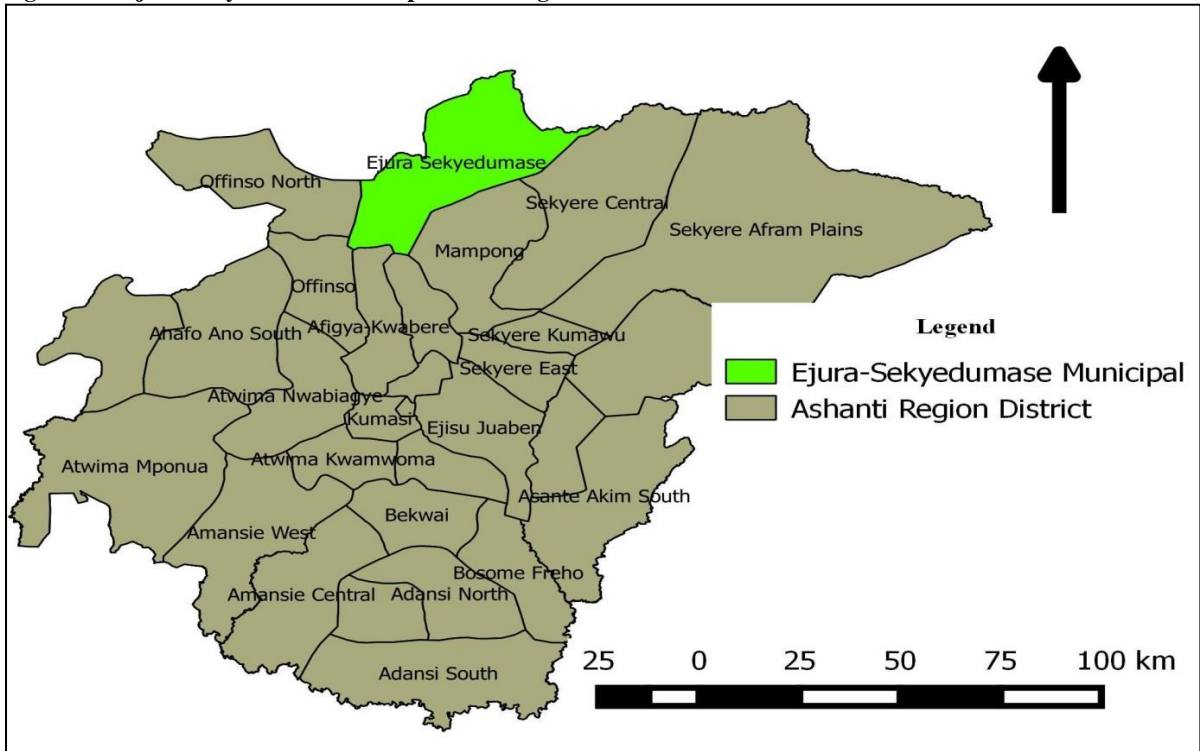 Ejura Sekyedumase
Offinso North
Sekyere Central
Sekyere Afram Plains
Mampong
Offinso
Ahafo Ano South
Afigya-Kwabere
Sekyere Kumawu
Sekyere East
Atwima Nwabiagye
Kumasi
Ejisu Juaben
Atwima Mponua
Atwima Kwamwoma
Asante Akim South
Bekwai
Amansie West
Bosome Freho
Amansie Central
Adansi North
Adansi South
Legend
Ejura-Sekyedumase Municipal
Ashanti Region District
25 0 25 50 75 100 km